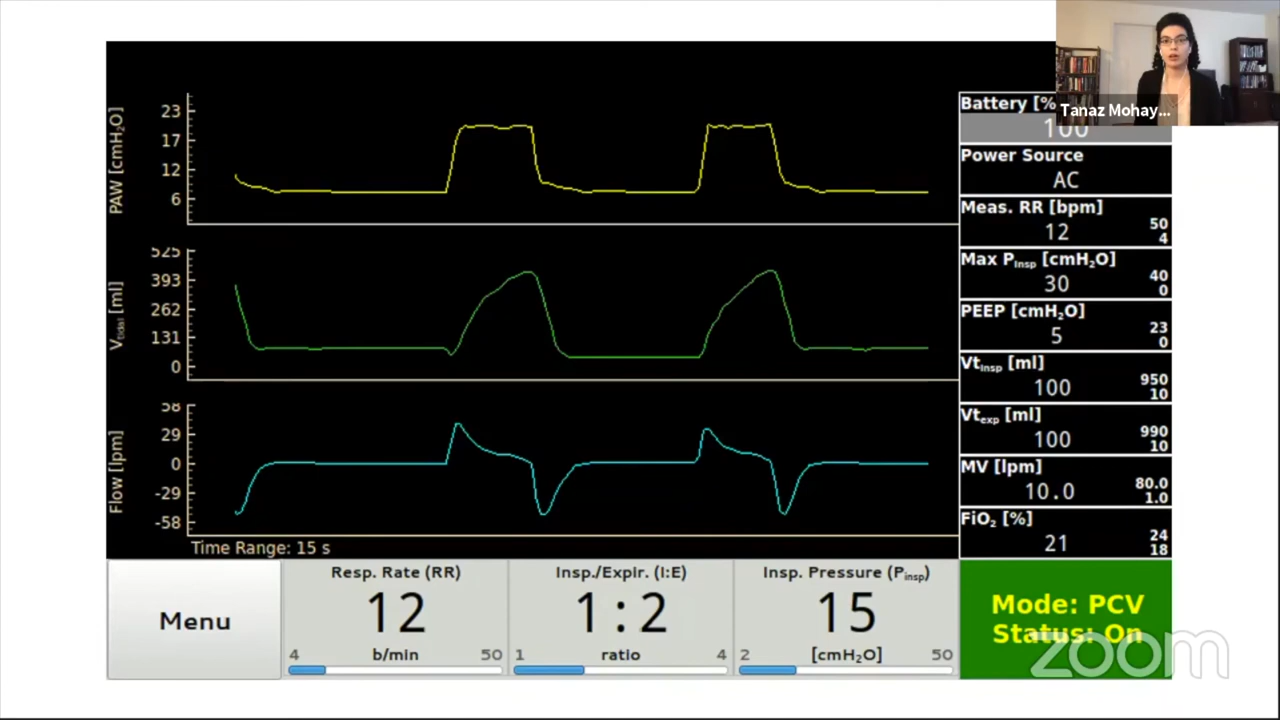 Tanaz Mohay...
23
17
12
6
PAW [cmH₂O]
525
393
262
131
0
Vtidal [ml]
58
29
0
-29
-58
Flow [lpm]
Time Range: 15 s
Battery [%
100
Power Source
AC
Meas. RR [bpm]
12
50
4
Max Pinsp [cmH₂O]
30
40
0
PEEP [cmH₂O]
5
23
0
Vtinsp [ml]
100
950
10
Vtexp [ml]
100
990
10
MV [lpm]
10.0
80.0
1.0
FiO₂ [%]
21
24
18
Menu
Resp. Rate (RR)
12
4 b/min 50
Insp./Expir. (I:E)
1:2
1 ratio 4
Insp. Pressure (Pinsp)
15
2 [cmH₂O] 50
Mode: PCV
Status: On
zoom